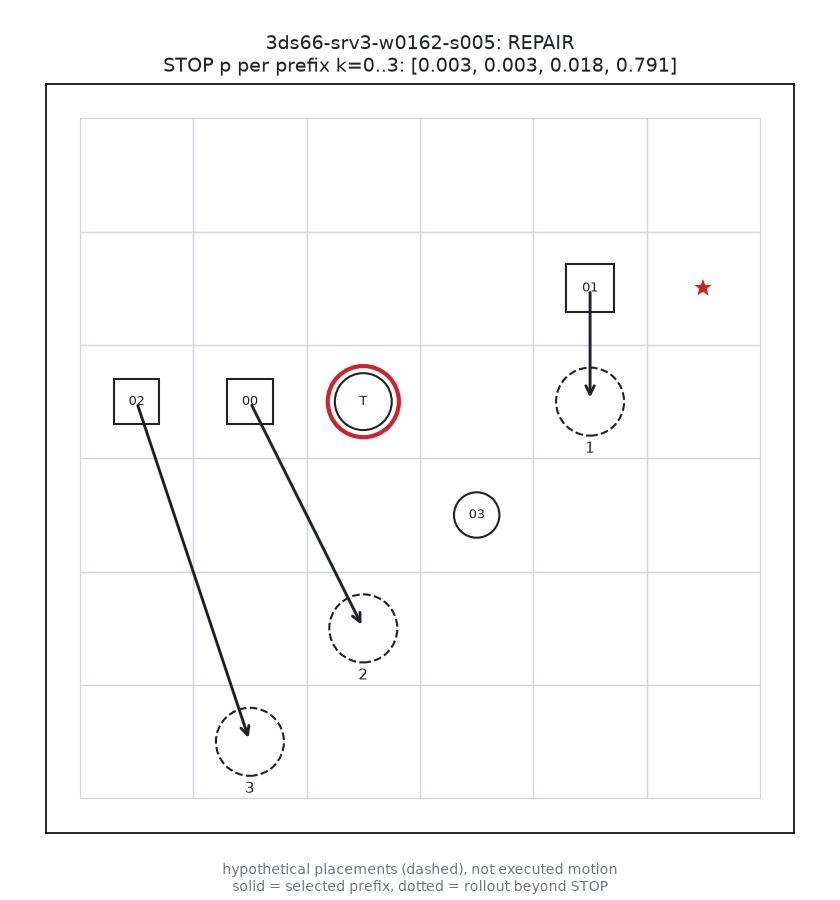 3ds66-srv3-w0162-s005: REPAIR
STOP p per prefix k=0..3: [0.003, 0.003, 0.018, 0.791]
01
02
00
T
1
03
2
3
hypothetical placements (dashed), not executed motion
solid = selected prefix, dotted = rollout beyond STOP